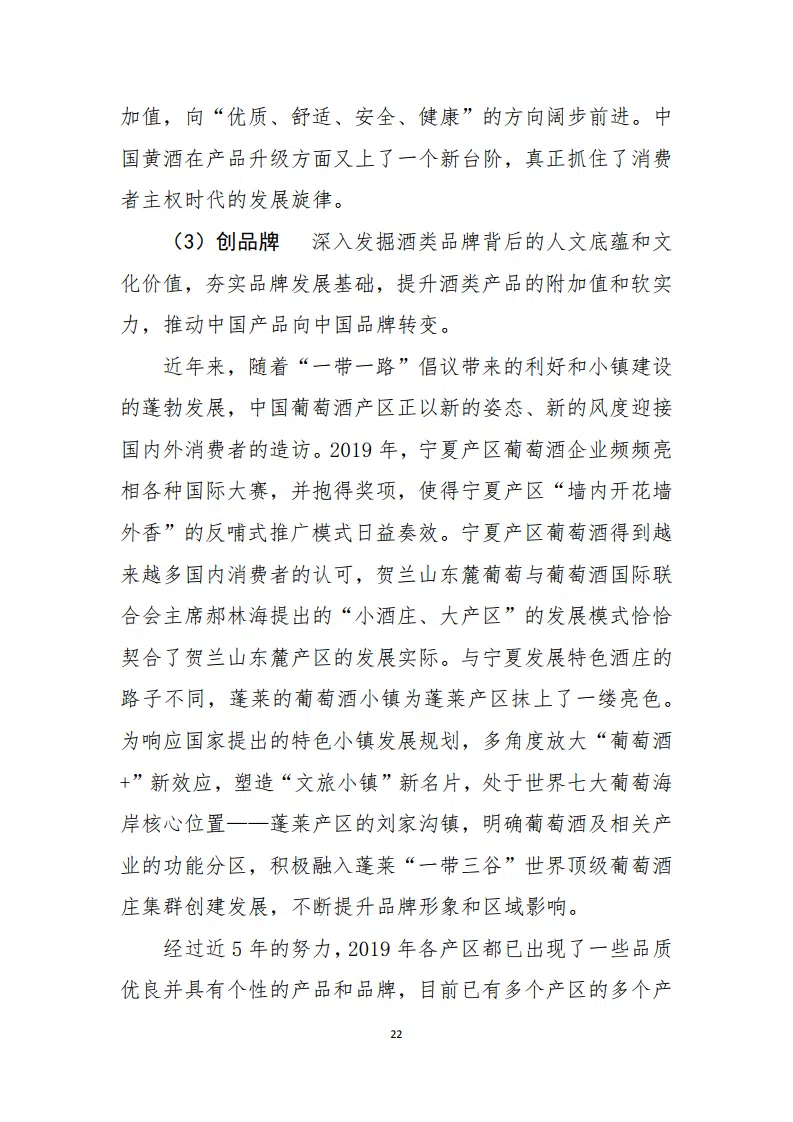 加值，向“优质、舒适、安全、健康”的方向阔步前进。中
国黄酒在产品升级方面又上了一个新台阶，真正抓住了消费
者主权时代的发展旋律。
（3）创品牌　深入发掘酒类品牌背后的人文底蕴和文
化价值，夯实品牌发展基础，提升酒类产品的附加值和软实
力，推动中国产品向中国品牌转变。
近年来，随着“一带一路”倡议带来的利好和小镇建设
的蓬勃发展，中国葡萄酒产区正以新的姿态、新的风度迎接
国内外消费者的造访。2019 年，宁夏产区葡萄酒企业频频亮
相各种国际大赛，并抱得奖项，使得宁夏产区“墙内开花墙
外香”的反哺式推广模式日益奏效。宁夏产区葡萄酒得到越
来越多国内消费者的认可，贺兰山东麓葡萄与葡萄酒国际联
合会主席郝林海提出的“小酒庄、大产区”的发展模式恰恰
契合了贺兰山东麓产区的发展实际。与宁夏发展特色酒庄的
路子不同，蓬莱的葡萄酒小镇为蓬莱产区抹上了一缕亮色。
为响应国家提出的特色小镇发展规划，多角度放大“葡萄酒
+”新效应，塑造“文旅小镇”新名片，处于世界七大葡萄海
岸核心位置——蓬莱产区的刘家沟镇，明确葡萄酒及相关产
业的功能分区，积极融入蓬莱“一带三谷”世界顶级葡萄酒
庄集群创建发展，不断提升品牌形象和区域影响。
经过近 5 年的努力，2019 年各产区都已出现了一些品质
优良并具有个性的产品和品牌，目前已有多个产区的多个产
22